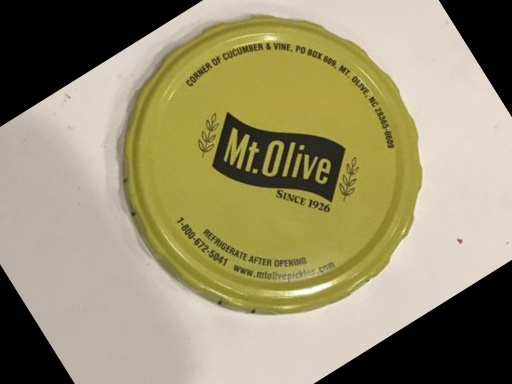 CORNER OF CUCUMBER & VINE, PO BOX 609, MT. OLIVE, NC 28365-0609
Mt.Olive
SINCE 1926
REFRIGERATE AFTER OPENING
1-800-672-5041 www.mtolivepickles.com